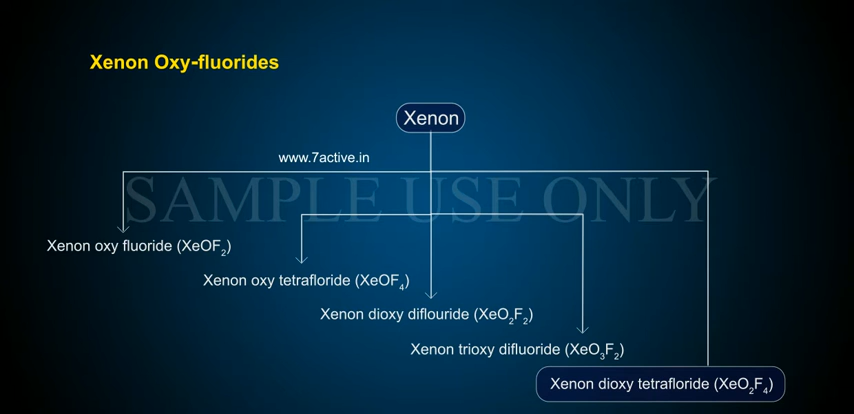 Xenon Oxy-fluorides
Xenon
www.7active.in
SAMPLE USE ONLY
Xenon oxy fluoride (XeOF₂)
Xenon oxy tetrafloride (XeOF₄)
Xenon dioxy diflouride (XeO₂F₂)
Xenon trioxy difluoride (XeO₃F₂)
Xenon dioxy tetrafloride (XeO₂F₄)